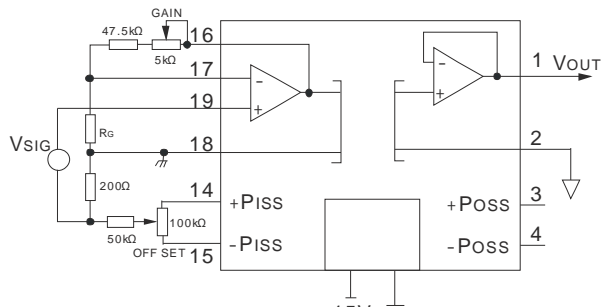 GAIN
47.5kΩ
5kΩ
16
17
19
18
RG
VSIG
200Ω
50kΩ
100kΩ
OFF SET
14
15
+PISS
-PISS
1
VOUT
2
+POSS
3
-POSS
4